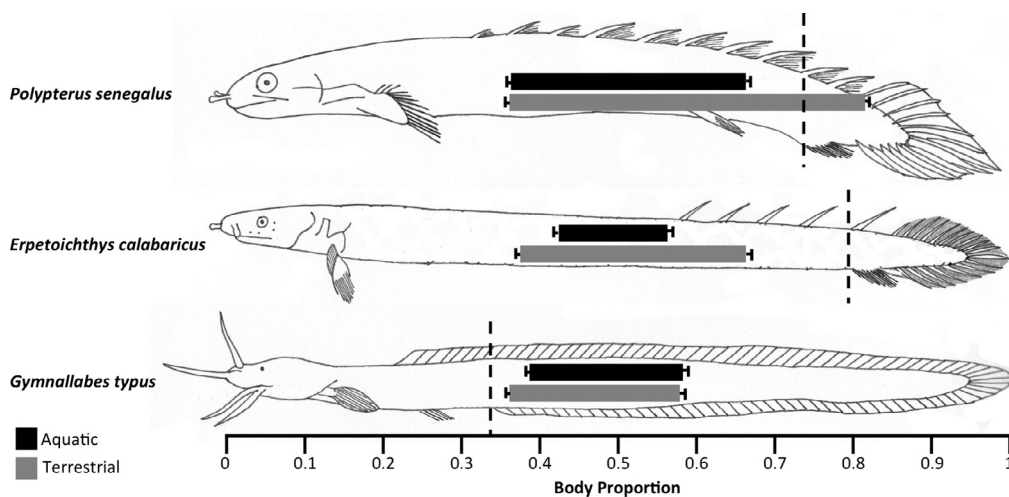 Polypterus senegalus
Erpetoichthys calabaricus
Gymnallabes typus
Aquatic
Terrestrial
0 0.1 0.2 0.3 0.4 0.5 0.6 0.7 0.8 0.9 1
Body Proportion